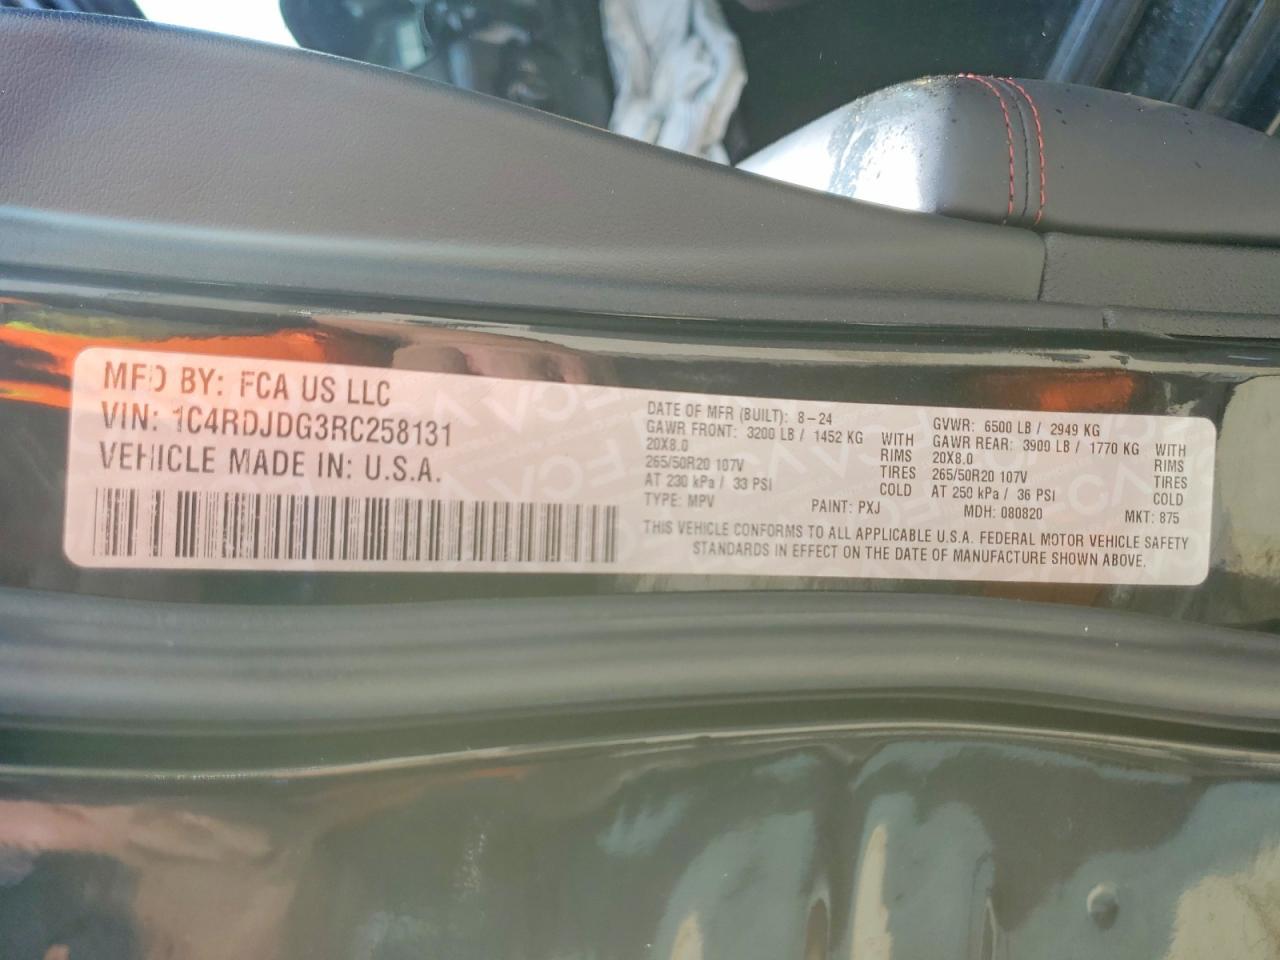 MFD BY: FCA US LLC
VIN: 1C4RDJDG3RC258131
VEHICLE MADE IN: U.S.A.
DATE OF MFR (BUILT): 8-24
GAWR FRONT: 3200 LB / 1452 KG WITH
20X8.0 RIMS
265/50R20 107V TIRES
AT 230 kPa / 33 PSI COLD
TYPE: MPV PAINT: PXJ
GVWR: 6500 LB / 2949 KG
GAWR REAR: 3900 LB / 1770 KG WITH
20X8.0 RIMS
265/50R20 107V TIRES
AT 250 kPa / 36 PSI COLD
MDH: 080820 MKT: 875
THIS VEHICLE CONFORMS TO ALL APPLICABLE U.S.A. FEDERAL MOTOR VEHICLE SAFETY
STANDARDS IN EFFECT ON THE DATE OF MANUFACTURE SHOWN ABOVE.